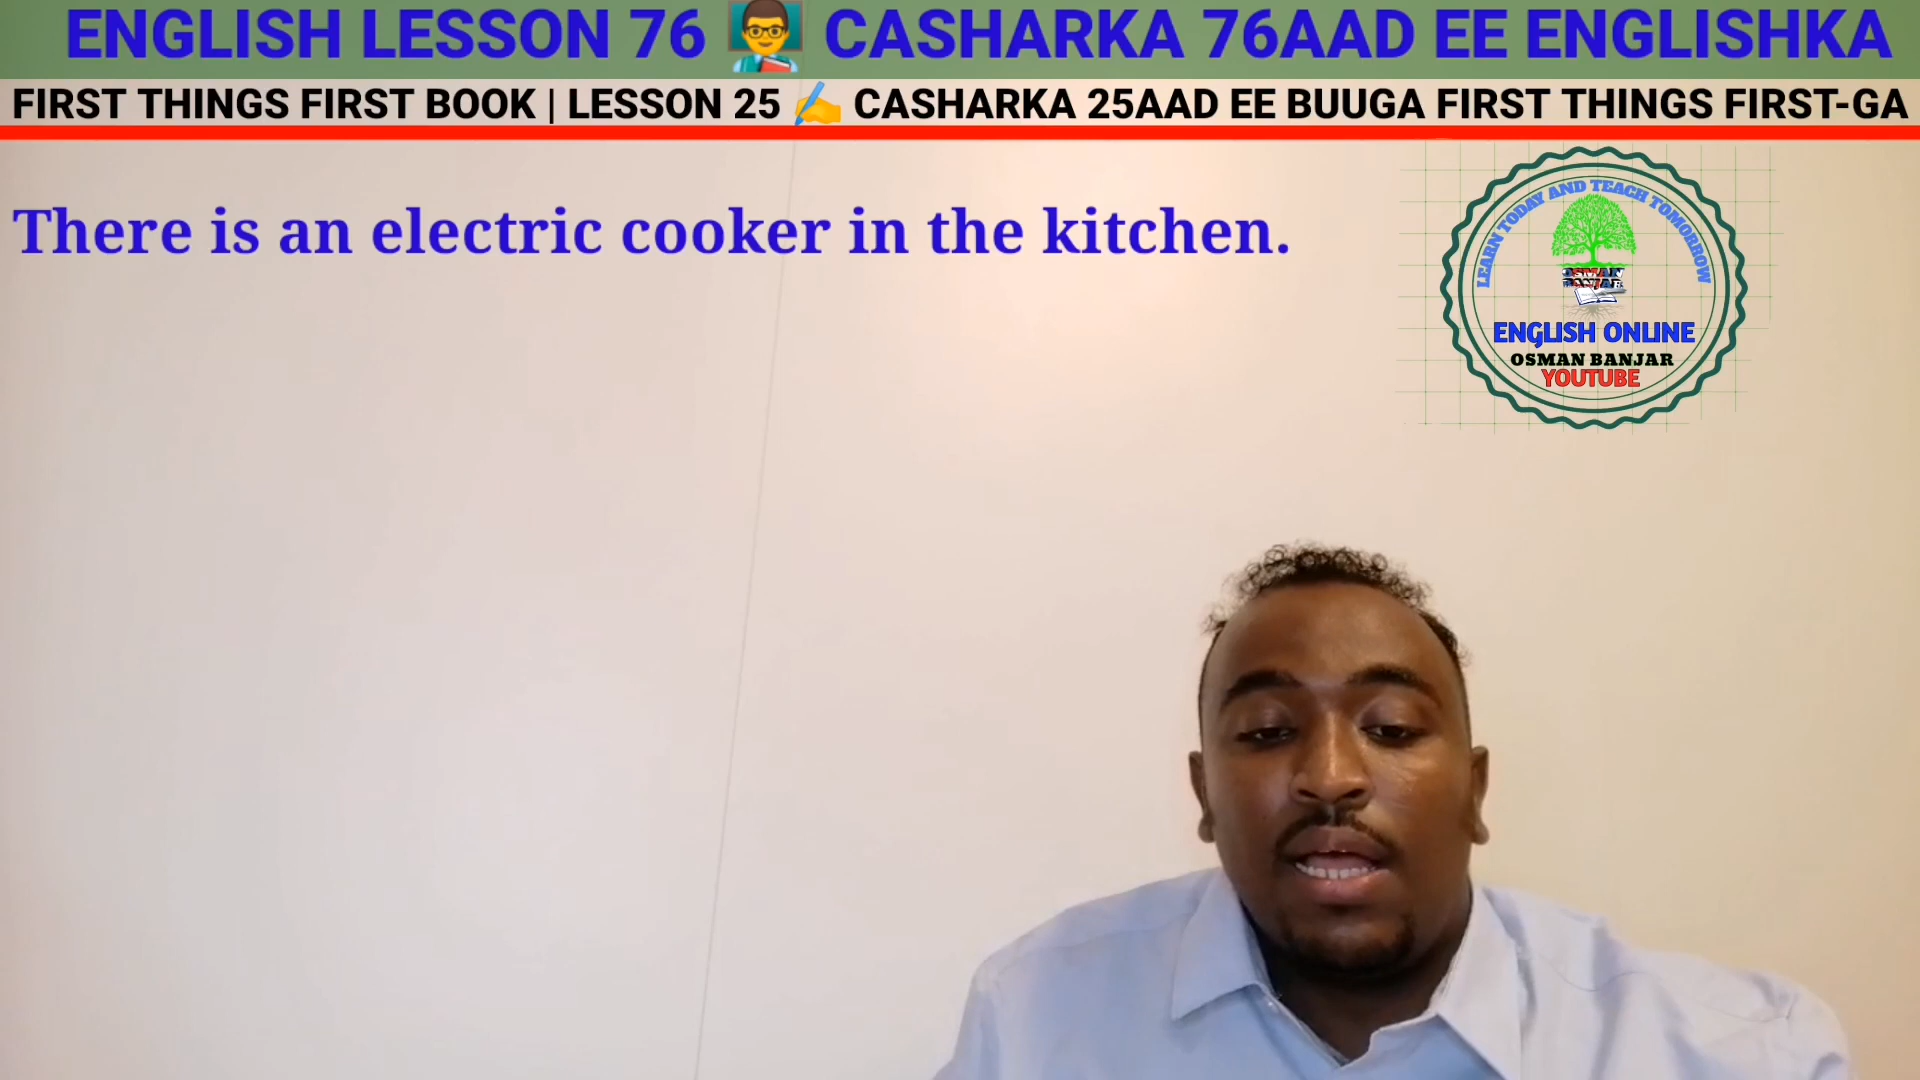 ENGLISH LESSON 76 👨‍🏫 CASHARKA 76AAD EE ENGLISHKA
FIRST THINGS FIRST BOOK | LESSON 25 ✍️ CASHARKA 25AAD EE BUUGA FIRST THINGS FIRST-GA
There is an electric cooker in the kitchen.
LEARN TODAY AND TEACH TOMORROW
OSMAN
BANJAR
ENGLISH ONLINE
OSMAN BANJAR
YOUTUBE